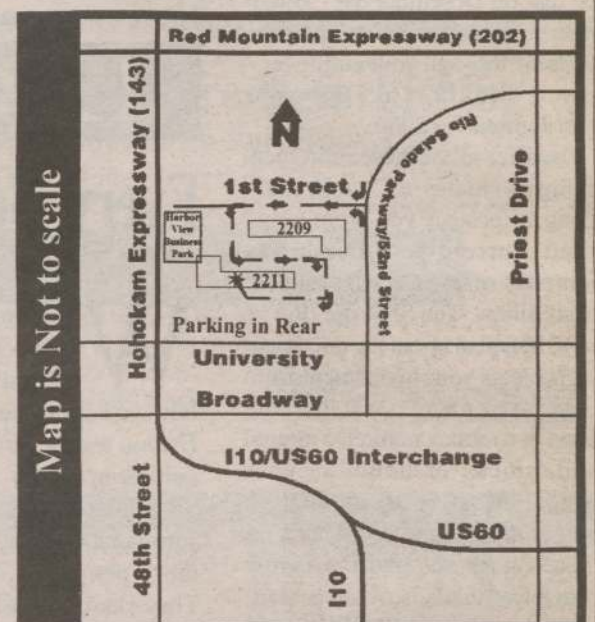 Red Mountain Expressway (202)
Map is Not to scale
Hohokam Expressway (143)
N
Rio Salado Parkway/52nd Street
Priest Drive
1st Street
Harbor
View
Business
Park
2209
2211
Parking in Rear
University
Broadway
I10/US60 Interchange
48th Street
US60
I10